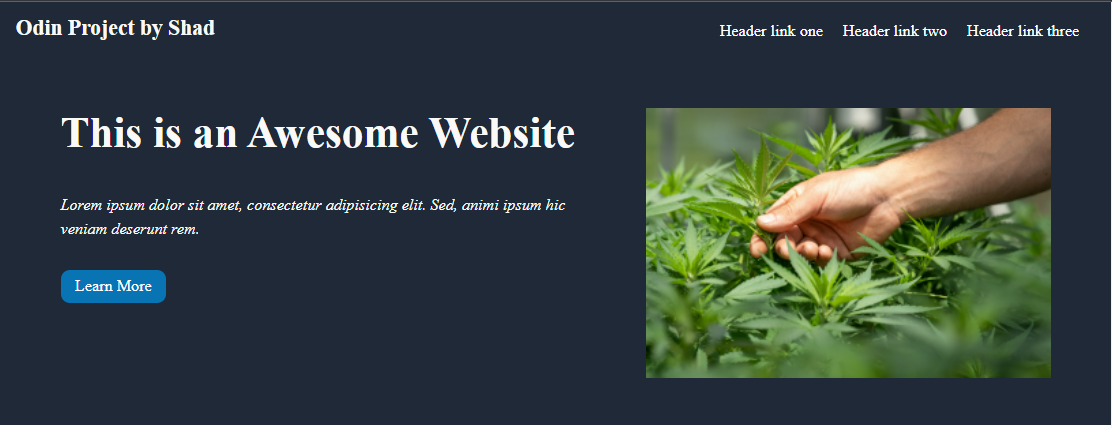 Odin Project by Shad
Header link one Header link two Header link three
This is an Awesome Website
Lorem ipsum dolor sit amet, consectetur adipisicing elit. Sed, animi ipsum hic
veniam deserunt rem.
Learn More